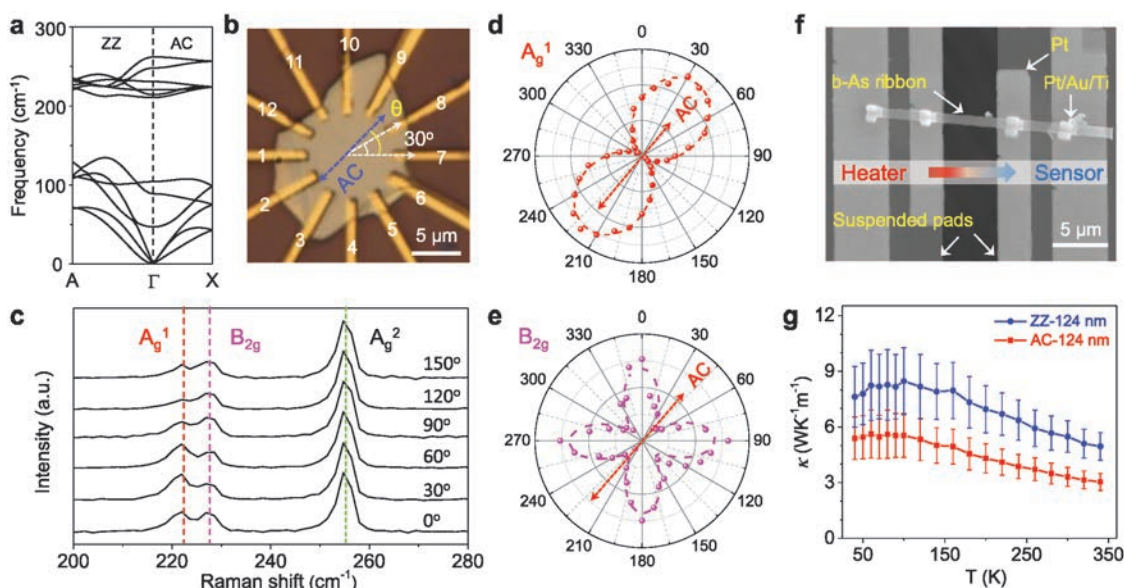 a
300
ZZ
AC
200
100
0
Frequency (cm⁻¹)
A
Γ
X
b
10
11
9
12
8
θ
30°
1
7
AC
2
6
3
4
5
5 μm
c
A_g^1
B_2g
A_g^2
150°
120°
90°
60°
30°
0°
Intensity (a.u.)
200
220
240
260
280
Raman shift (cm⁻¹)
d
A_g^1
0
330
30
300
60
AC
270
90
240
120
210
150
180
e
B_2g
0
330
30
300
60
AC
270
90
240
120
210
150
180
f
Pt
b-As ribbon
Pt/Au/Ti
Heater
Sensor
Suspended pads
5 μm
g
12
9
6
3
0
κ (WK⁻¹m⁻¹)
ZZ-124 nm
AC-124 nm
50
150
250
350
T (K)